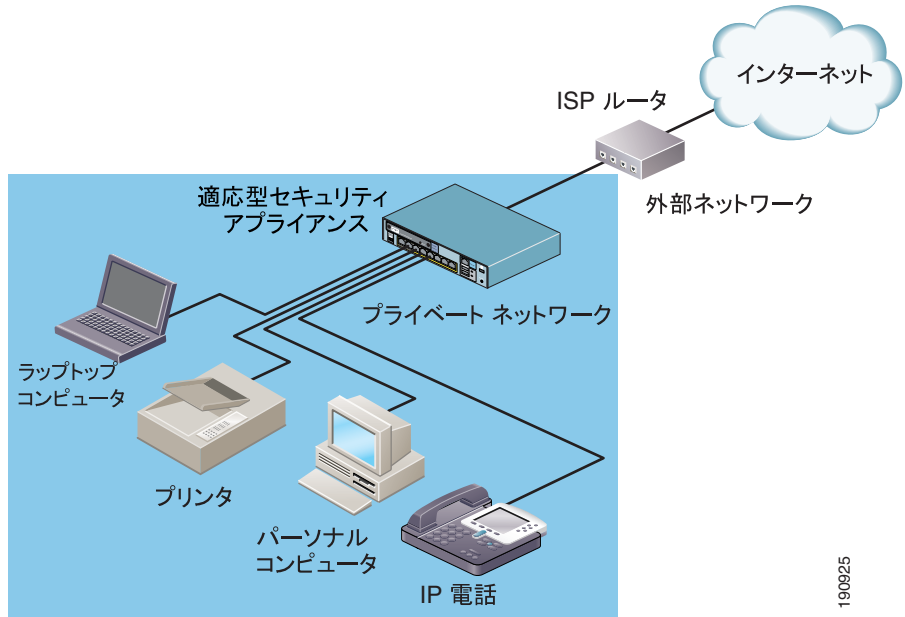 インターネット
ISP ルータ
外部ネットワーク
適応型セキュリティ
アプライアンス
プライベート ネットワーク
ラップトップ
コンピュータ
プリンタ
パーソナル
コンピュータ
IP 電話
190925